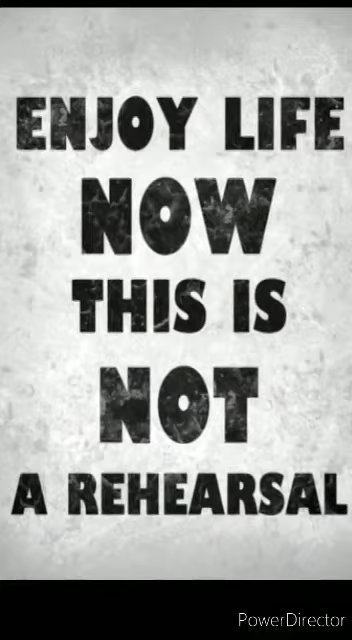 ENJOY LIFE
NOW
THIS IS
NOT
A REHEARSAL
PowerDirector